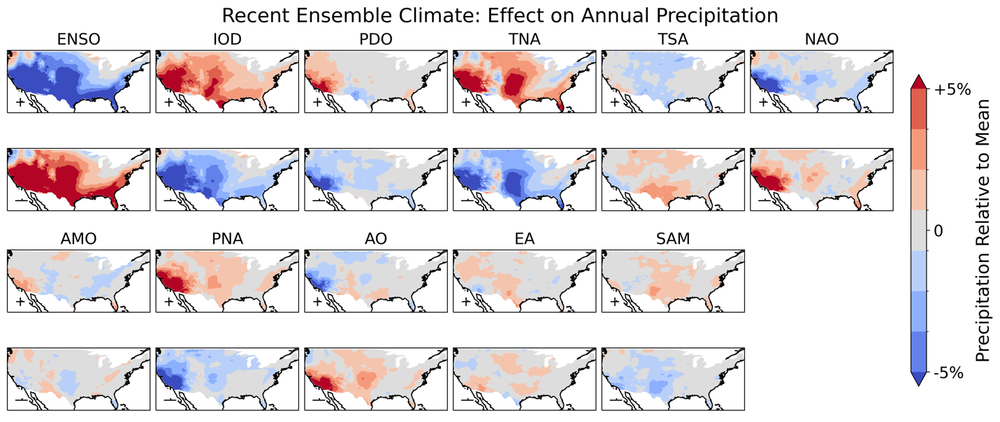 Recent Ensemble Climate: Effect on Annual Precipitation
ENSO IOD PDO TNA TSA NAO
+ + + + + +
− − − − − −
AMO PNA AO EA SAM
+ + + + +
− − − − −
+5%
0
-5%
Precipitation Relative to Mean